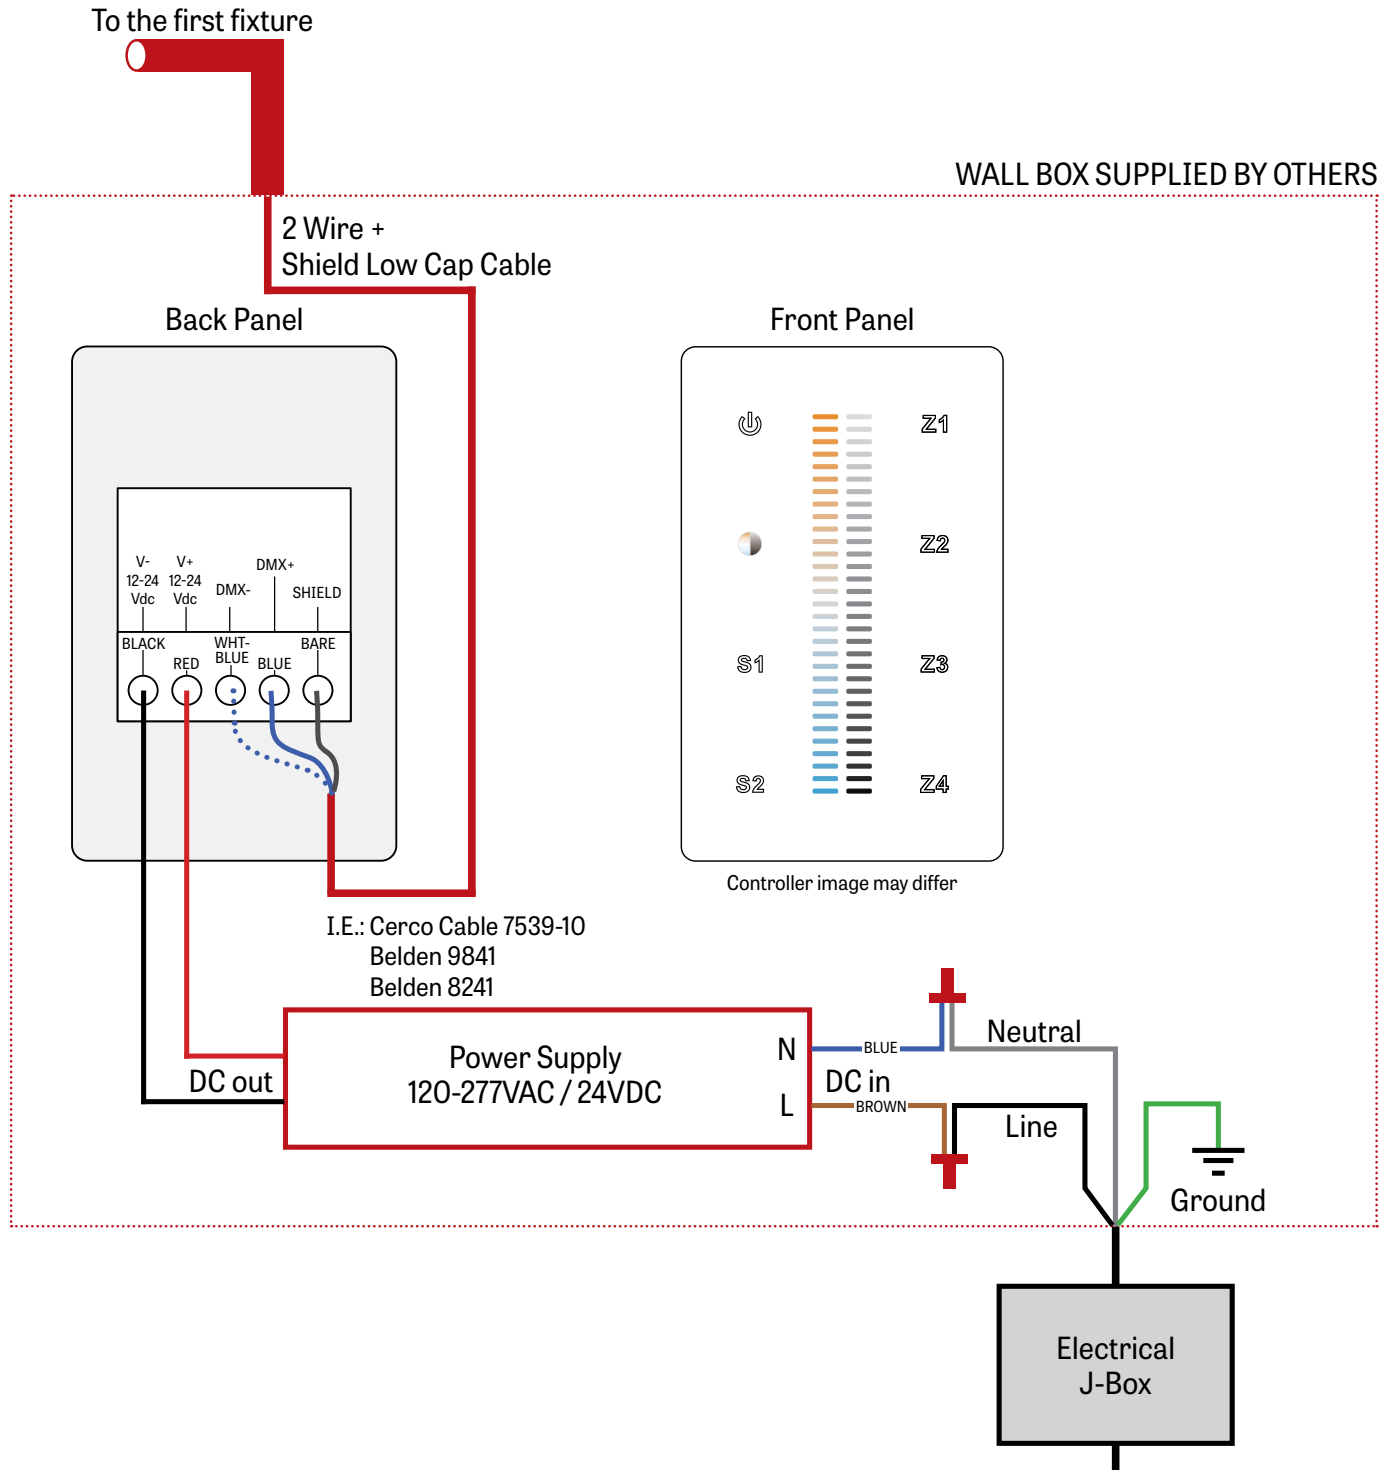 To the first fixture
WALL BOX SUPPLIED BY OTHERS
2 Wire +
Shield Low Cap Cable
Back Panel
Front Panel
V-
12-24
Vdc
V+
12-24
Vdc
DMX-
DMX+
SHIELD
BLACK
RED
WHT-
BLUE
BLUE
BARE
Z1
Z2
S1
Z3
S2
Z4
Controller image may differ
I.E.: Cerco Cable 7539-10
Belden 9841
Belden 8241
Power Supply
120-277VAC / 24VDC
DC out
N
L
BLUE
DC in
BROWN
Neutral
Line
Ground
Electrical
J-Box